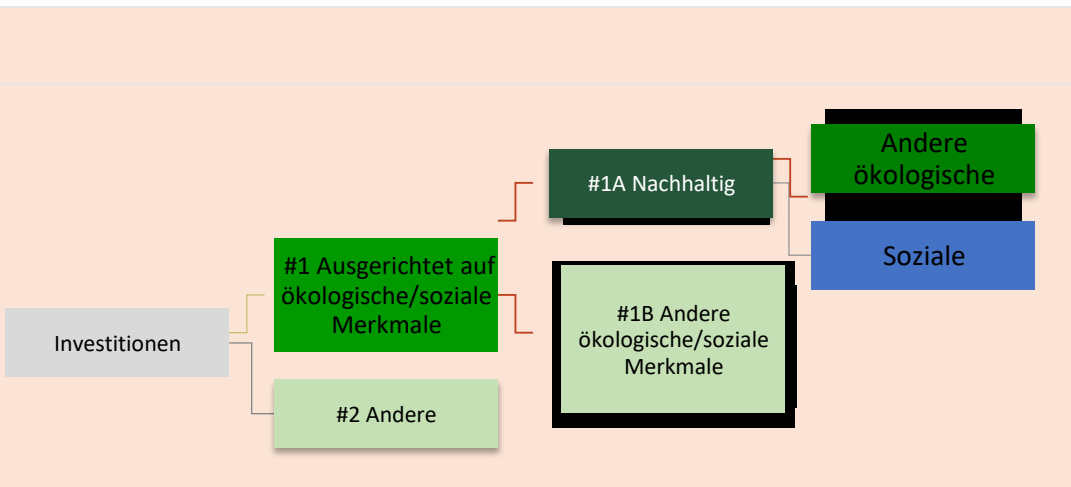 Investitionen
#1 Ausgerichtet auf
ökologische/soziale
Merkmale
#2 Andere
#1A Nachhaltig
#1B Andere
ökologische/soziale
Merkmale
Andere
ökologische
Soziale